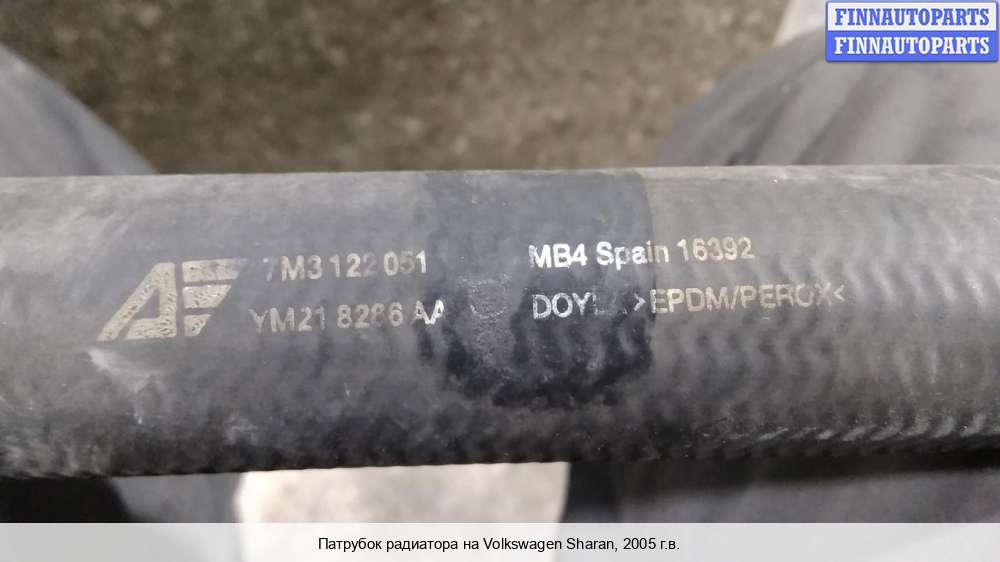 FINNAUTOPARTS
FINNAUTOPARTS
AF
7M3 122 051
YM21 8286 AA
MB4 Spain 16392
>EPDM/PEROX<
Патрубок радиатора на Volkswagen Sharan, 2005 г.в.